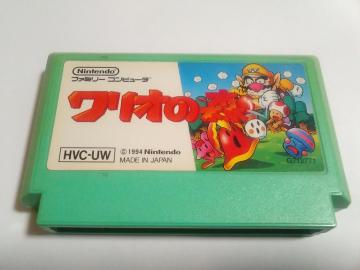 Nintendo
ファミリー コンピュータ
ワリオの森
HVC-UW
© 1994 Nintendo
MADE IN JAPAN